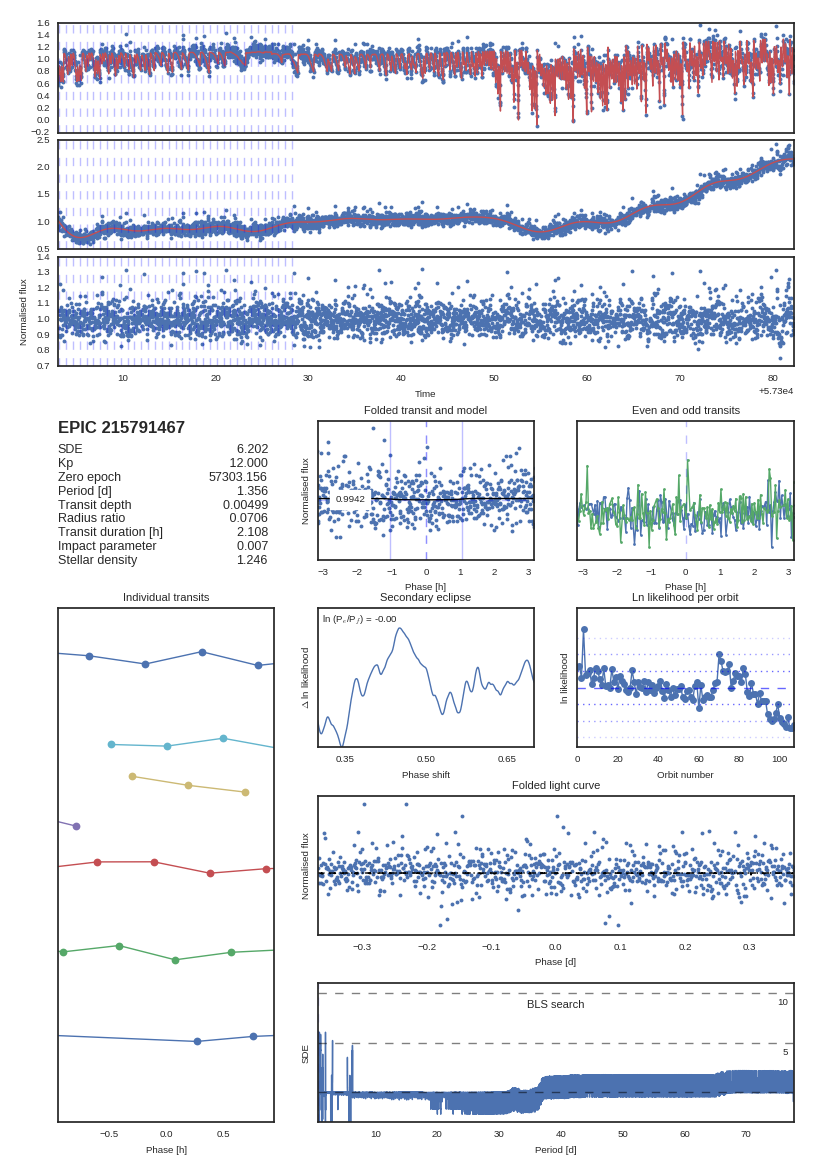 1.6
1.4
1.2
1.0
0.8
0.6
0.4
0.2
0.0
−0.2
2.5
2.0
1.5
1.0
0.5
1.4
1.3
1.2
1.1
1.0
0.9
0.8
0.7
Normalised flux
10 20 30 40 50 60 70 80
Time
+5.73e4
EPIC 215791467
SDE 6.202
Kp 12.000
Zero epoch 57303.156
Period [d] 1.356
Transit depth 0.00499
Radius ratio 0.0706
Transit duration [h] 2.108
Impact parameter 0.007
Stellar density 1.246
Folded transit and model
Normalised flux
0.9942
−3 −2 −1 0 1 2 3
Phase [h]
Even and odd transits
−3 −2 −1 0 1 2 3
Phase [h]
Individual transits
−0.5 0.0 0.5
Phase [h]
Secondary eclipse
ln (Pₑ/P𝑓) = -0.00
Δ ln likelihood
0.35 0.50 0.65
Phase shift
Ln likelihood per orbit
ln likelihood
0 20 40 60 80 100
Orbit number
Folded light curve
Normalised flux
−0.3 −0.2 −0.1 0.0 0.1 0.2 0.3
Phase [d]
BLS search
10
5
SDE
10 20 30 40 50 60 70
Period [d]